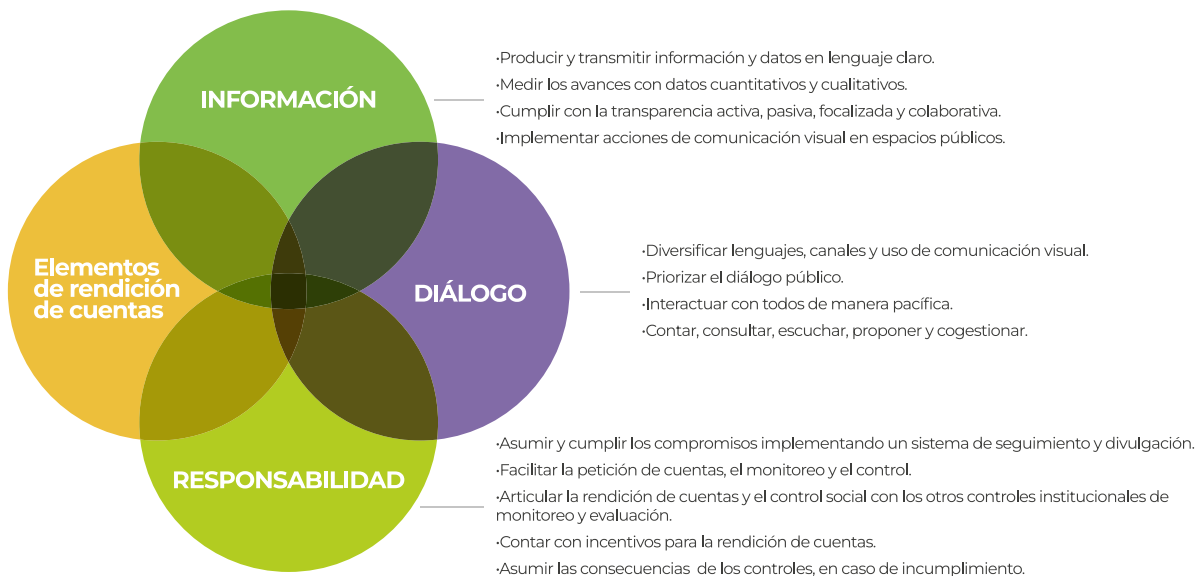 INFORMACIÓN
•Producir y transmitir información y datos en lenguaje claro.
•Medir los avances con datos cuantitativos y cualitativos.
•Cumplir con la transparencia activa, pasiva, focalizada y colaborativa.
•Implementar acciones de comunicación visual en espacios públicos.
Elementos
de rendición
de cuentas
DIÁLOGO
•Diversificar lenguajes, canales y uso de comunicación visual.
•Priorizar el diálogo público.
•Interactuar con todos de manera pacífica.
•Contar, consultar, escuchar, proponer y cogestionar.
RESPONSABILIDAD
•Asumir y cumplir los compromisos implementando un sistema de seguimiento y divulgación.
•Facilitar la petición de cuentas, el monitoreo y el control.
•Articular la rendición de cuentas y el control social con los otros controles institucionales de
monitoreo y evaluación.
•Contar con incentivos para la rendición de cuentas.
•Asumir las consecuencias  de los controles, en caso de incumplimiento.